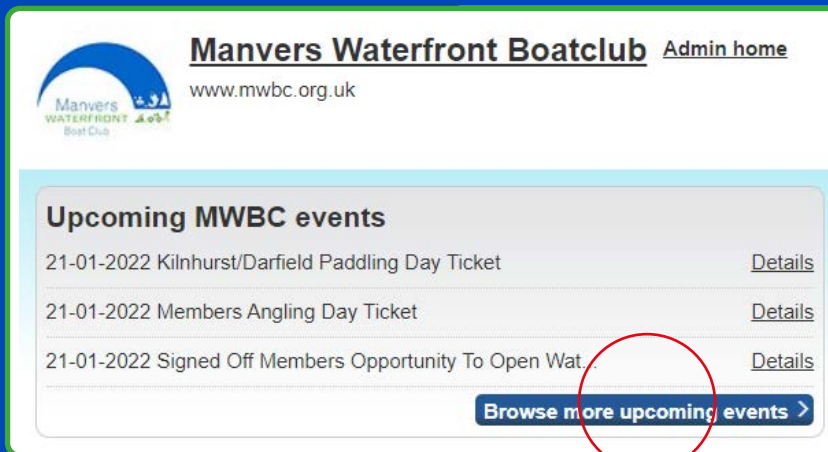 Manvers Waterfront Boatclub Admin home
www.mwbc.org.uk
Manvers
WATERFRONT
Boat Club
Upcoming MWBC events
21-01-2022 Kilnhurst/Darfield Paddling Day Ticket Details
21-01-2022 Members Angling Day Ticket Details
21-01-2022 Signed Off Members Opportunity To Open Wat... Details
Browse more upcoming events >